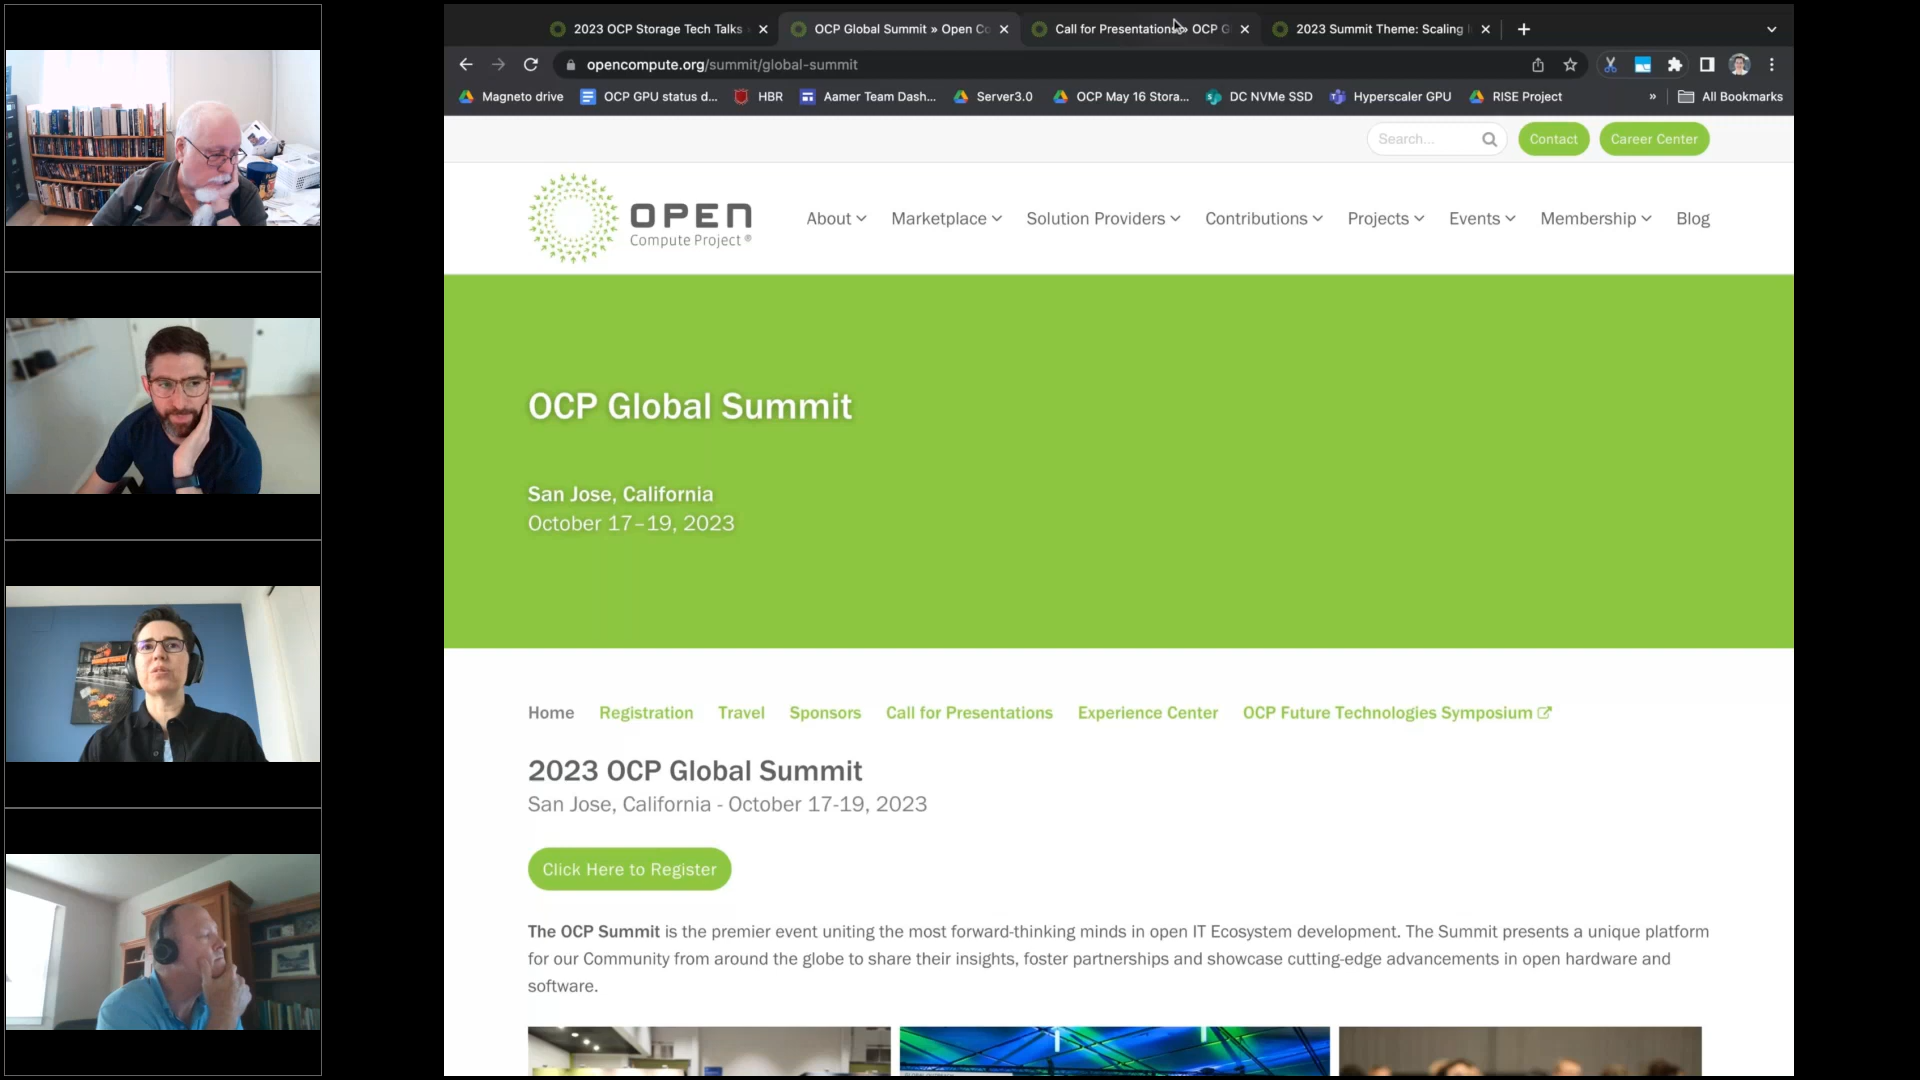 2023 OCP Storage Tech Talks
OCP Global Summit » Open Co
Call for Presentations » OCP G
2023 Summit Theme: Scaling I
opencompute.org/summit/global-summit
Magneto drive
OCP GPU status d...
HBR
Aamer Team Dash...
Server3.0
OCP May 16 Stora...
DC NVMe SSD
Hyperscaler GPU
RISE Project
»
All Bookmarks
Search...
Contact
Career Center
OPEN
Compute Project ®
About
Marketplace
Solution Providers
Contributions
Projects
Events
Membership
Blog
OCP Global Summit
San Jose, California
October 17–19, 2023
Home
Registration
Travel
Sponsors
Call for Presentations
Experience Center
OCP Future Technologies Symposium
2023 OCP Global Summit
San Jose, California - October 17-19, 2023
Click Here to Register
The OCP Summit is the premier event uniting the most forward-thinking minds in open IT Ecosystem development. The Summit presents a unique platform
for our Community from around the globe to share their insights, foster partnerships and showcase cutting-edge advancements in open hardware and
software.